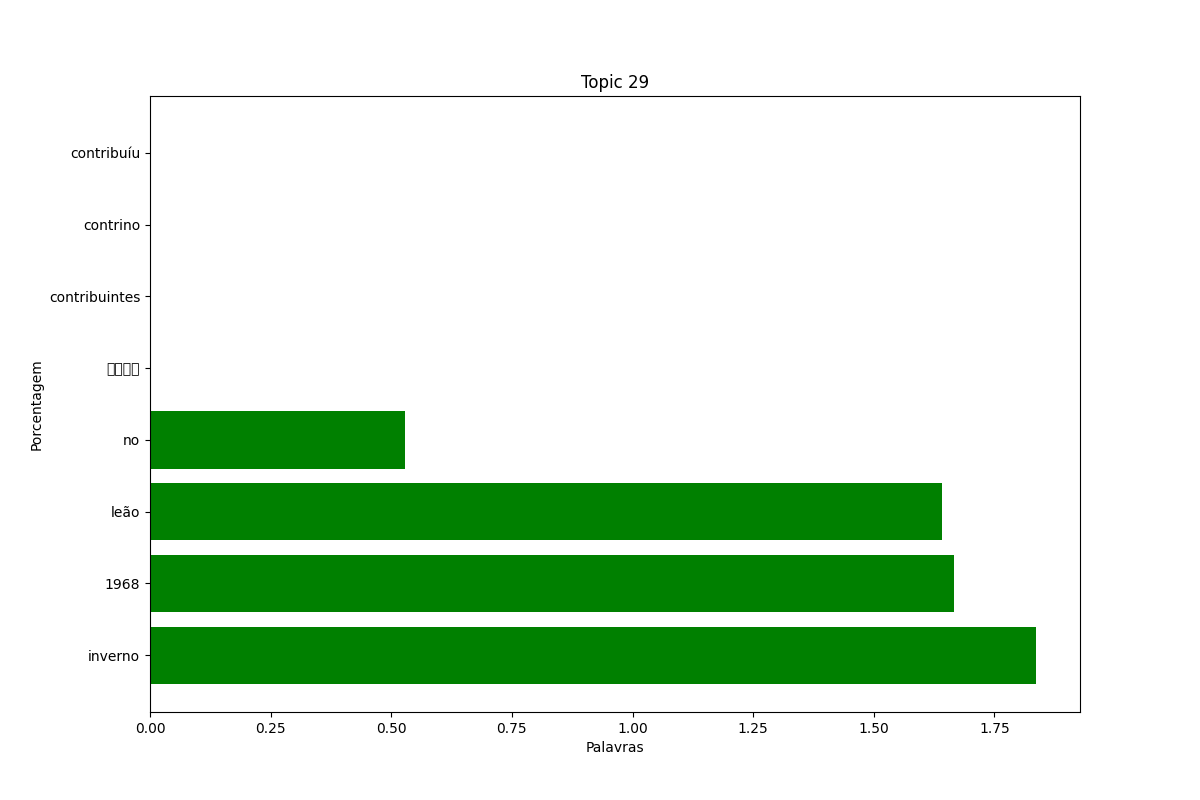 Topic 29
contribuíu
contrino
contribuintes
no
leão
1968
inverno
Porcentagem
0.00 0.25 0.50 0.75 1.00 1.25 1.50 1.75
Palavras